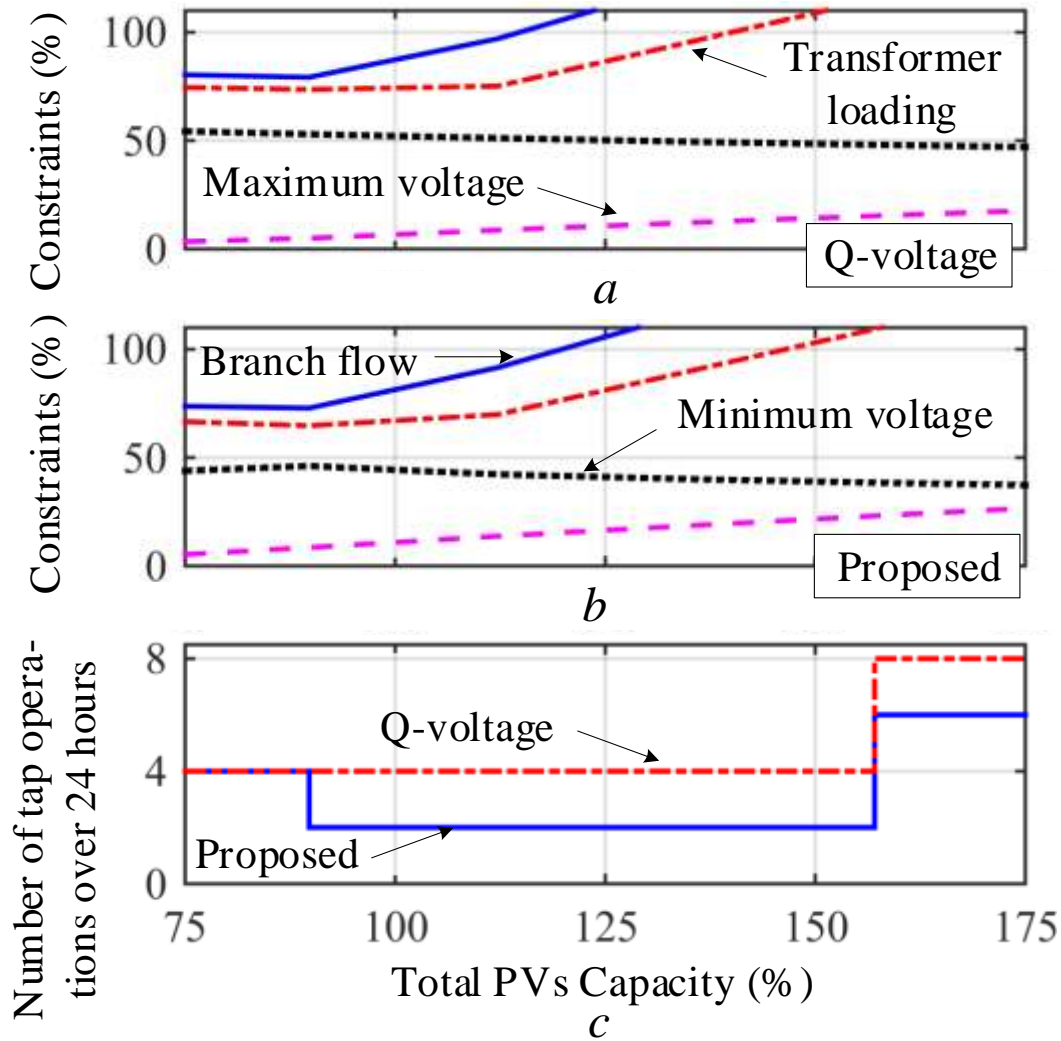 Constraints (%)
100
50
0
Transformer
loading
Maximum voltage
Q-voltage
a
Constraints (%)
100
50
0
Branch flow
Minimum voltage
Proposed
b
Number of tap opera-
tions over 24 hours
8
4
0
Q-voltage
Proposed
75 100 125 150 175
Total PVs Capacity (%)
c